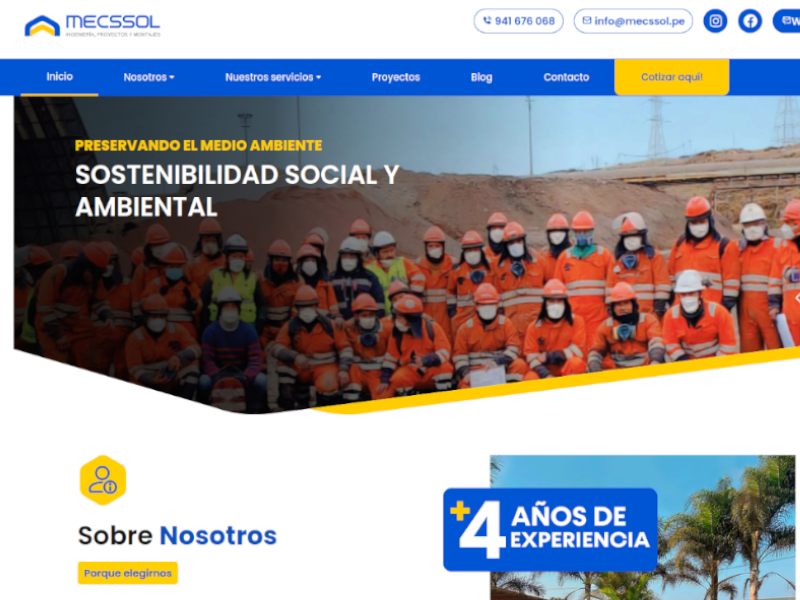 MECSSOL
INGENIERÍA, PROYECTOS Y MONTAJES
941 676 068
info@mecssol.pe
W
Inicio
Nosotros
Nuestros servicios
Proyectos
Blog
Contacto
Cotizar aquí!
PRESERVANDO EL MEDIO AMBIENTE
SOSTENIBILIDAD SOCIAL Y
AMBIENTAL
+4 AÑOS DE
EXPERIENCIA
Sobre Nosotros
Porque elegirnos